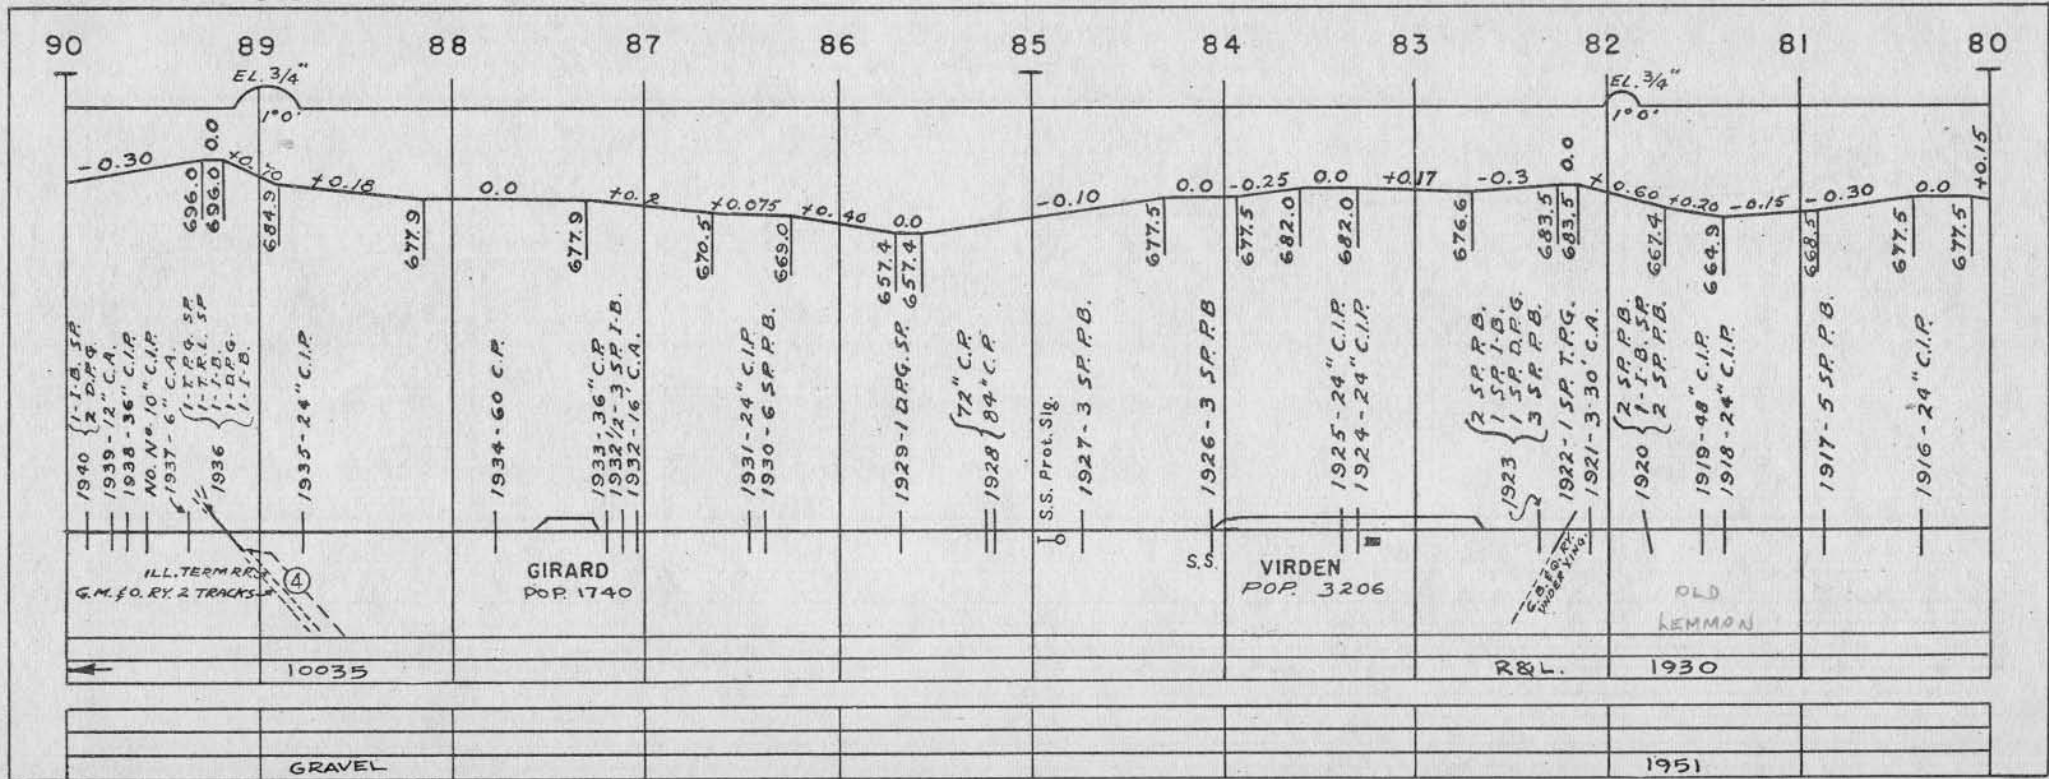 90 89 88 87 86 85 84 83 82 81 80
EL. 3/4" EL. 3/4"
1°0' 1°0'
-0.30 0.0 +0.70 +0.18 0.0 +0.2 +0.075 +0.40 0.0 -0.10 0.0 -0.25 0.0 +0.17 -0.3 0.0 +0.60 +0.20 -0.15 -0.30 0.0 +0.15
696.0 696.0 684.9 677.9 677.9 670.5 669.0 657.4 657.4 677.5 677.5 682.0 682.0 676.6 683.5 683.5 667.4 664.9 668.5 677.5 677.5
1940 {1-I.B. SP.
2 D.P.G.
1939-12" C.A.
1938-36" C.I.P.
NO. No. 10" C.I.P.
1937-6" C.A.
1936 {1-T.P.G. SP.
1-T.R.L. SP
1-I-B.
1-D.P.G.
1. I-B.
1935-24" C.I.P.
1934-60 C.P.
1933-36" C.P.
1932 1/2-3 SP. I-B.
1932-16" C.A.
1931-24" C.I.P.
1930-6 SP. P.B.
1929-1 D.P.G. SP.
1928 {72" C.P.
84" C.P.
S.S. Prot. Sig.
1927-3 SP. P.B.
1926-3 SP. P.B
1925-24" C.I.P.
1924-24" C.I.P.
1923 {2 SP. P.B.
1 SP. I-B.
1 SP. D.P.G.
3 SP. P.B.
1922-1 SP. T.P.G.
1921-3-30" C.A.
1920 {2 SP. P.B.
1-I-B. SP
2 SP. P.B.
1919-48" C.I.P.
1918-24" C.I.P.
1917-5 SP. P.B.
1916-24" C.I.P.
ILL. TERM R.R.
G.M. & O. RY. 2 TRACKS
4
GIRARD
POP. 1740
S.S.
VIRDEN
POP. 3206
RY.
UNDER XING.
OLD
LEMMON
10035 R&L. 1930
GRAVEL 1951